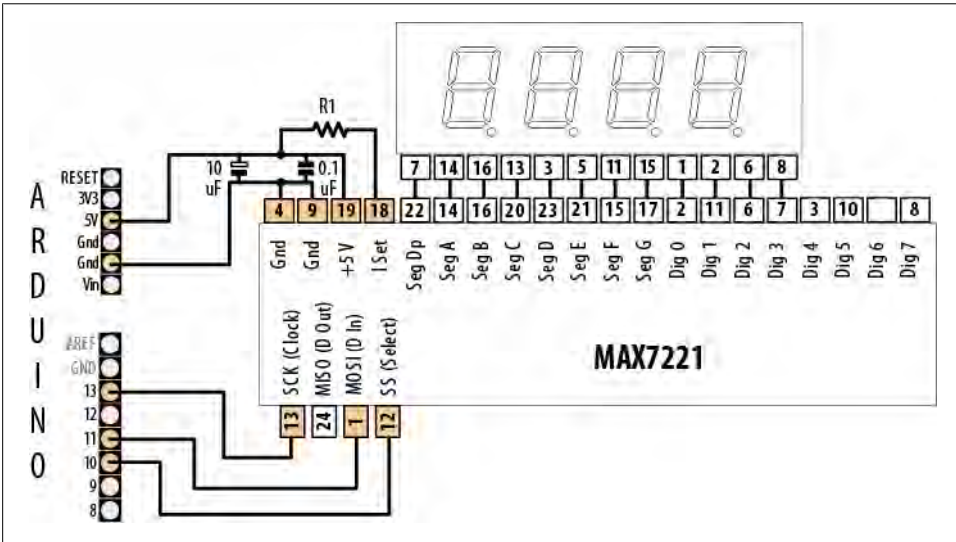 R1
10 uF
0.1 uF
ARDUINO
RESET
3V3
5V
Gnd
Gnd
Vin
7 14 16 13 3 5 11 15 1 2 6 8
4 9 19 18 22 14 16 20 23 21 15 17 2 11 6 7 3 10 8
Gnd
Gnd
+5 V
I Set
Seg Dp
Seg A
Seg B
Seg C
Seg D
Seg E
Seg F
Seg G
Dig 0
Dig 1
Dig 2
Dig 3
Dig 4
Dig 5
Dig 6
Dig 7
SCK (Clock)
MISO (D Out)
MOSI (D In)
SS (Select)
MAX7221
13 24 1 12
AREF
GND
13
12
11
10
9
8